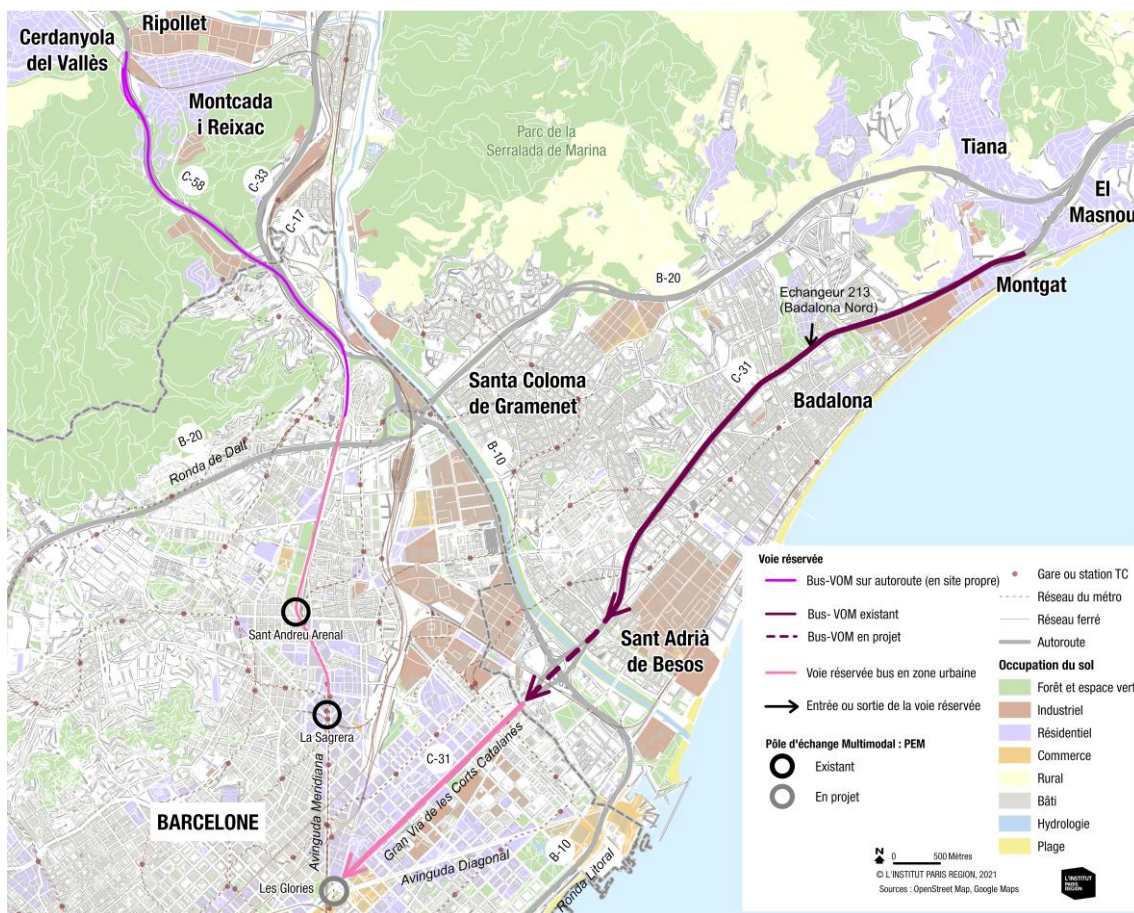 Ripollet
Cerdanyola
del Vallès
Montcada
i Reixac
C-58
C-33
C-17
Parc de la
Serralada de Marina
Tiana
El
Masnou
B-20
Montgat
Echangeur 213
(Badalona Nord)
C-31
Badalona
Santa Coloma
de Gramenet
B-20
Ronda de Dalt
B-10
Sant Andreu Arenal
Sant Adrià
de Besos
La Sagrera
C-31
Gran Via de les Corts Catalanes
Avinguda Meridiana
BARCELONE
Avinguda Diagonal
B-10
Ronda Litoral
Les Glories
Voie réservée
Bus-VOM sur autoroute (en site propre)
Bus- VOM existant
Bus-VOM en projet
Voie réservée bus en zone urbaine
Entrée ou sortie de la voie réservée
Pôle d'échange Multimodal : PEM
Existant
En projet
Gare ou station TC
Réseau du métro
Réseau ferré
Autoroute
Occupation du sol
Forêt et espace vert
Industriel
Résidentiel
Commerce
Rural
Bâti
Hydrologie
Plage
N
0 500 Mètres
© L'INSTITUT PARIS REGION, 2021
Sources : OpenStreet Map, Google Maps
L'INSTITUT
PARIS
REGION